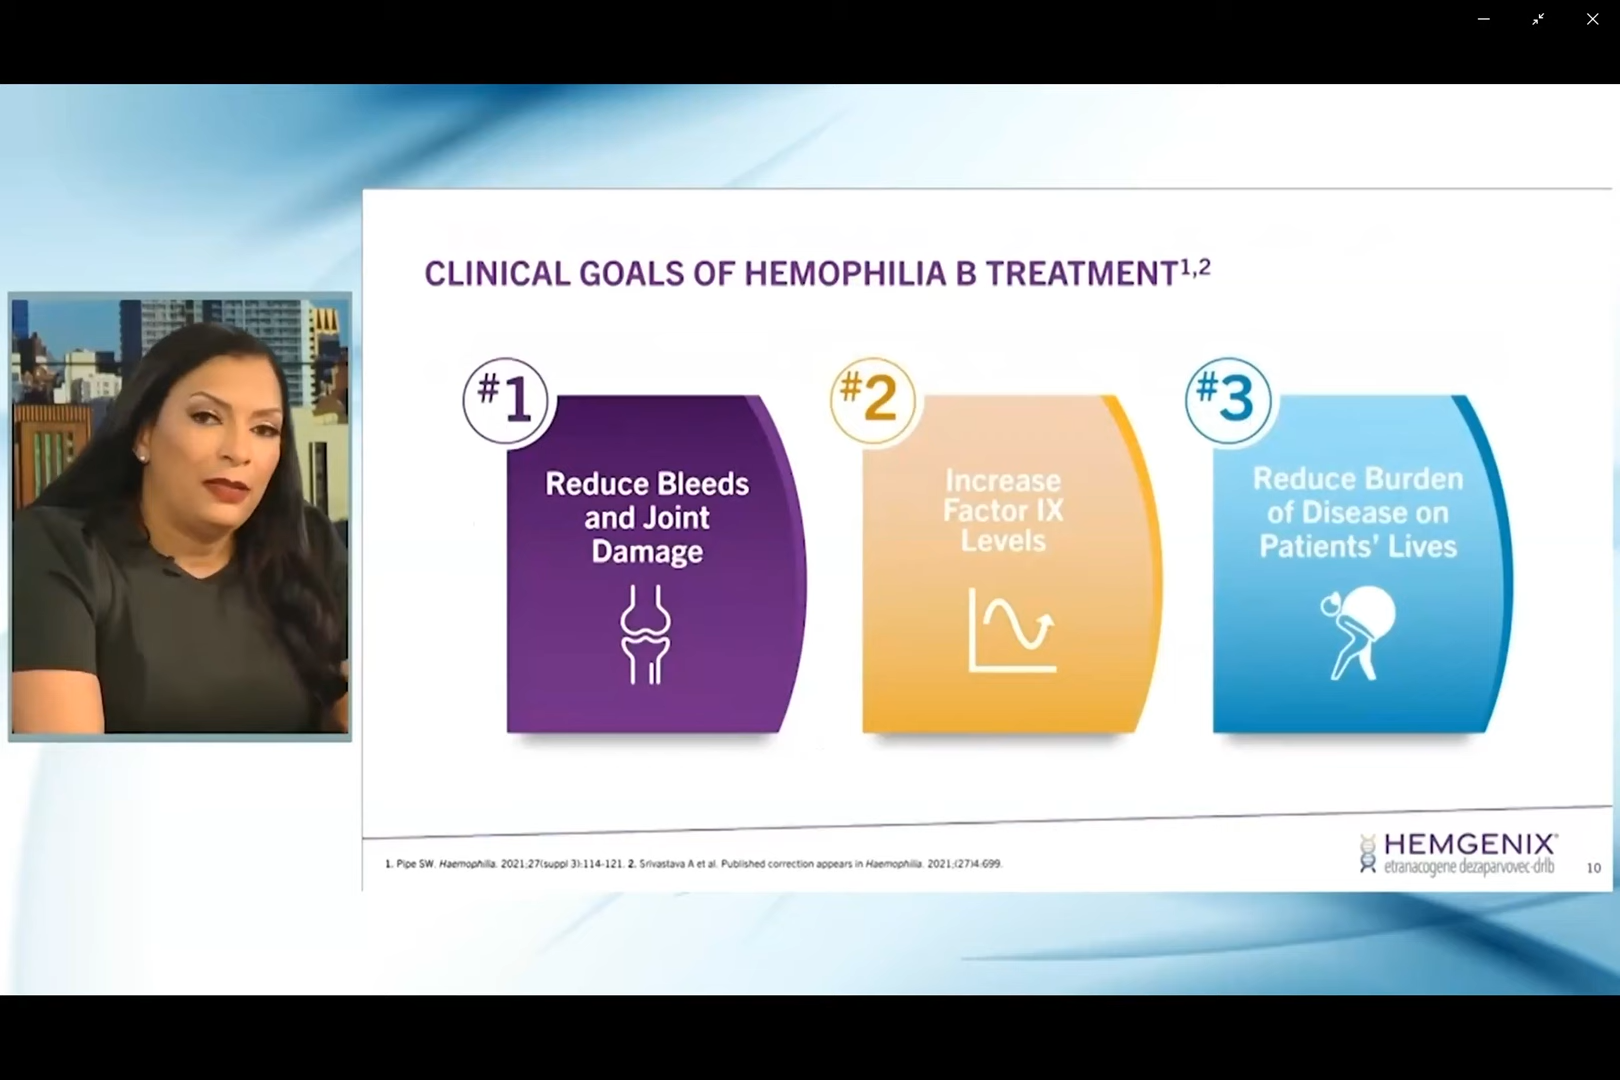 CLINICAL GOALS OF HEMOPHILIA B TREATMENT1,2
#1
Reduce Bleeds
and Joint
Damage
#2
Increase
Factor IX
Levels
#3
Reduce Burden
of Disease on
Patients' Lives
1. Pipe SW. Haemophilia. 2021;27(suppl 3):114-121. 2. Srivastava A et al. Published correction appears in Haemophilia. 2021;(27)4:699.
HEMGENIX®
etranacogene dezaparvovec-drlb
10